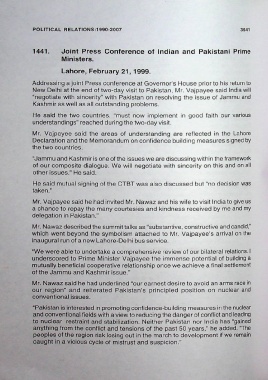 POLITICAL RELATIONS:1990-2007 3041
1441. Joint Press Conference of Indian and Pakistani Prime
Ministers.
Lahore, February 21, 1999.
Addressing a joint Press conference at Governor's House prior to his return to
New Delhi at the end of two-day visit to Pakistan, Mr. Vajpayee said India will
"negotiate with sincerity" with Pakistan on resolving the issue of Jammu and
Kashmir as well as all outstanding problems.
He said the two countries, "must now implement in good faith our various
understandings" reached during the two-day visit.
Mr. Vajpayee said the areas of understanding are reflected in the Lahore
Declaration and the Memorandum on confidence building measures signed by
the two countries.
"Jammu and Kashmir is one of the issues we are discussing within the framework
of our composite dialogue. We will negotiate with sincerity on this and on all
other issues." He said.
He said mutual signing of the CTBT was also discussed but "no decision was
taken."
Mr. Vajpayee said he had invited Mr. Nawaz and his wife to visit India to give us
a chance to repay the many courtesies and kindness received by me and my
delegation in Pakistan."
Mr. Nawaz described the summit talks as "substantive, constructive and candid,"
which went beyond the symbolism attached to Mr. Vajpayee's arrival on the
inaugural run of a new Lahore-Delhi bus service.
"We were able to undertake a comprehensive review of our bilateral relations. I
underscored to Prime Minister Vajpayee the immense potential of building a
mutually beneficial cooperative relationship once we achieve a final settlement
of the Jammu and Kashmir issue."
Mr. Nawaz said he had underlined "our earnest desire to avoid an arms race in
our region" and reiterated Pakistan's principled position on nuclear and
conventional issues.
"Pakistan is interested in promoting confidence-building measures in the nuclear
and conventional fields with a view to reducing the danger of conflict and leading
to nuclear restraint and stabilization. Neither Pakistan nor India has "gained
anything from the conflict and tensions of the past 50 years," he added. "The
peoples of the region risk losing out in the march to development if we remain
caught in a vicious cycle or mistrust and suspicion."